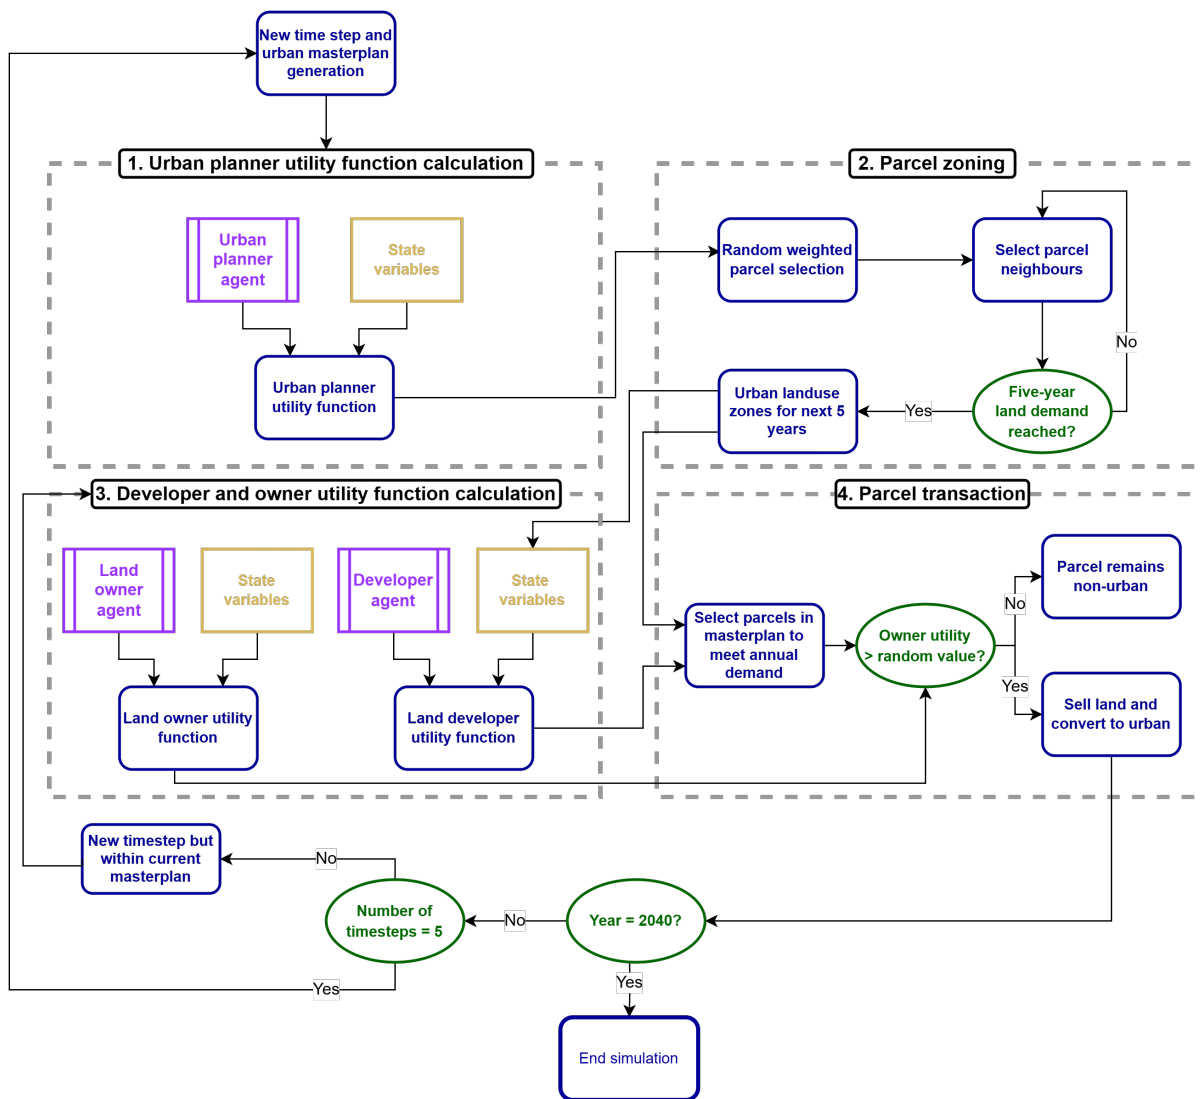 New time step and
urban masterplan
generation
1. Urban planner utility function calculation
Urban
planner
agent
State
variables
Urban planner
utility function
2. Parcel zoning
Random weighted
parcel selection
Select parcel
neighbours
No
Five-year
land demand
reached?
Yes
Urban landuse
zones for next 5
years
3. Developer and owner utility function calculation
Land
owner
agent
State
variables
Developer
agent
State
variables
Land owner utility
function
Land developer
utility function
4. Parcel transaction
Select parcels in
masterplan to
meet annual
demand
Owner utility
> random value?
No
Yes
Parcel remains
non-urban
Sell land and
convert to urban
New timestep but
within current
masterplan
No
Number of
timesteps = 5
Yes
No
Year = 2040?
Yes
End simulation